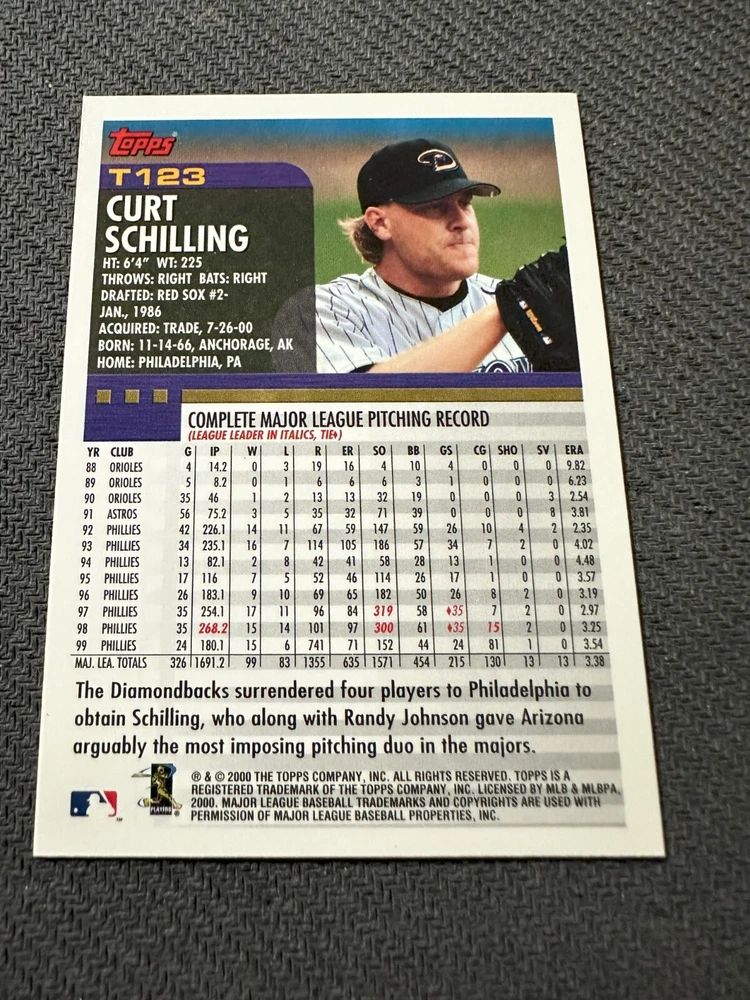 Topps
T123
CURT
SCHILLING
HT: 6'4" WT: 225
THROWS: RIGHT BATS: RIGHT
DRAFTED: RED SOX #2-
JAN., 1986
ACQUIRED: TRADE, 7-26-00
BORN: 11-14-66, ANCHORAGE, AK
HOME: PHILADELPHIA, PA
COMPLETE MAJOR LEAGUE PITCHING RECORD
(LEAGUE LEADER IN ITALICS, TIE♦)
YR CLUB G IP W L R ER SO BB GS CG SHO SV ERA
88 ORIOLES 4 14.2 0 3 19 16 4 10 4 0 0 0 9.82
89 ORIOLES 5 8.2 0 1 6 6 6 3 1 0 0 0 6.23
90 ORIOLES 35 46 1 2 13 13 32 19 0 0 0 3 2.54
91 ASTROS 56 75.2 3 5 35 32 71 39 0 0 0 8 3.81
92 PHILLIES 42 226.1 14 11 67 59 147 59 26 10 4 2 2.35
93 PHILLIES 34 235.1 16 7 114 105 186 57 34 7 2 0 4.02
94 PHILLIES 13 82.1 2 8 42 41 58 28 13 1 0 0 4.48
95 PHILLIES 17 116 7 5 52 46 114 26 17 1 0 0 3.57
96 PHILLIES 26 183.1 9 10 69 65 182 50 26 8 2 0 3.19
97 PHILLIES 35 254.1 17 11 96 84 319 58 ♦35 7 2 0 2.97
98 PHILLIES 35 268.2 15 14 101 97 300 61 ♦35 15 2 0 3.25
99 PHILLIES 24 180.1 15 6 741 71 152 44 24 81 1 0 3.54
MAJ. LEA. TOTALS 326 1691.2 99 83 1355 635 1571 454 215 130 13 13 3.38
The Diamondbacks surrendered four players to Philadelphia to
obtain Schilling, who along with Randy Johnson gave Arizona
arguably the most imposing pitching duo in the majors.
PLAYERS
® & © 2000 THE TOPPS COMPANY, INC. ALL RIGHTS RESERVED. TOPPS IS A
REGISTERED TRADEMARK OF THE TOPPS COMPANY, INC. LICENSED BY MLB & MLBPA,
2000. MAJOR LEAGUE BASEBALL TRADEMARKS AND COPYRIGHTS ARE USED WITH
PERMISSION OF MAJOR LEAGUE BASEBALL PROPERTIES, INC.